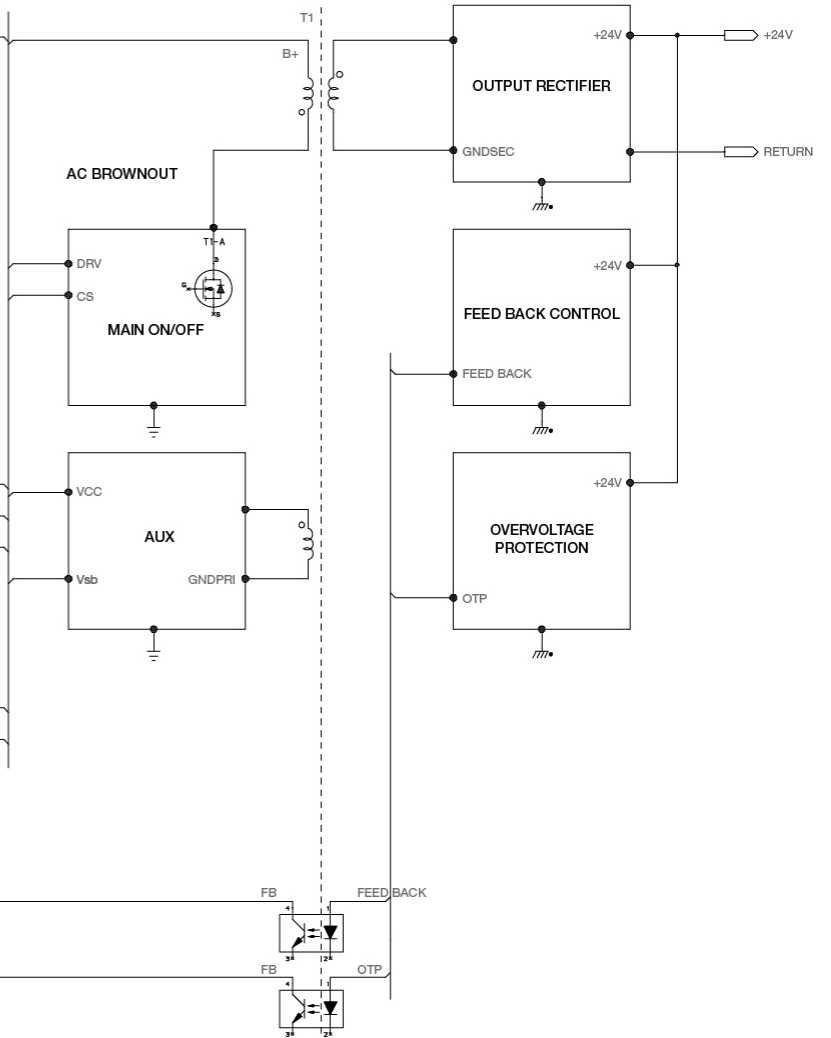 T1
B+
+24V
+24V
OUTPUT RECTIFIER
GNDSEC
RETURN
AC BROWNOUT
T1-A
3
DRV
G
CS
S
MAIN ON/OFF
+24V
FEED BACK CONTROL
FEED BACK
VCC
AUX
Vsb
GNDPRI
+24V
OVERVOLTAGE
PROTECTION
OTP
FB
FEED BACK
4
1
3
2
FB
OTP
4
1
3
2